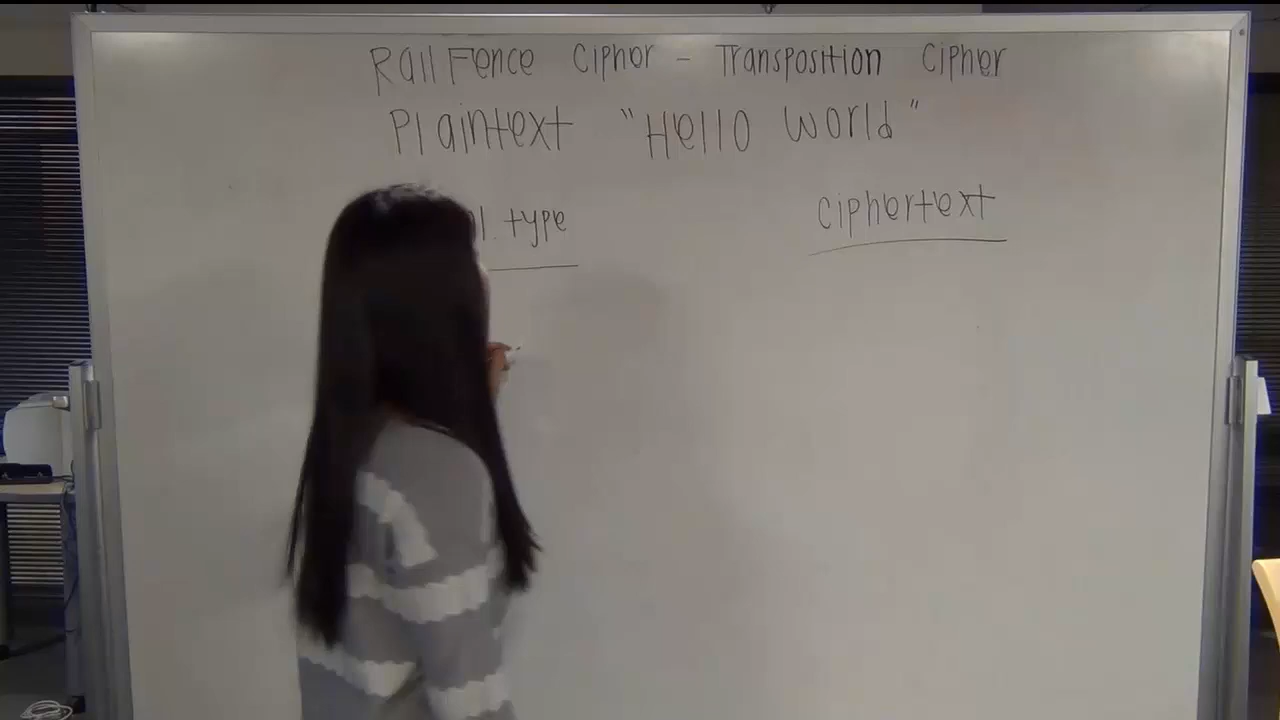 Rail Fence Cipher - Transposition Cipher
Plaintext "Hello World"
type
ciphertext